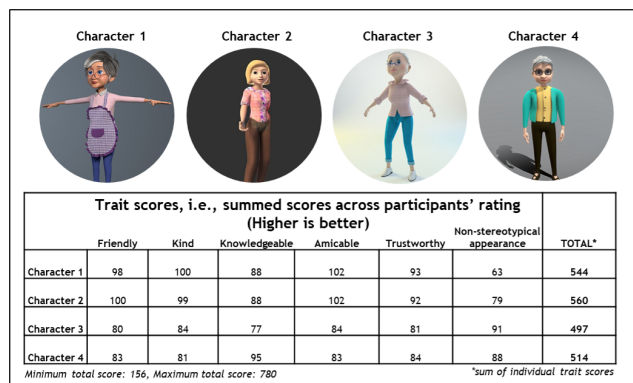 Character 1 Character 2 Character 3 Character 4
Trait scores, i.e., summed scores across participants' rating
(Higher is better)
Friendly Kind Knowledgeable Amicable Trustworthy Non-stereotypical appearance TOTAL*
Character 1 98 100 88 102 93 63 544
Character 2 100 99 88 102 92 79 560
Character 3 80 84 77 84 81 91 497
Character 4 83 81 95 83 84 88 514
Minimum total score: 156, Maximum total score: 780 *sum of individual trait scores